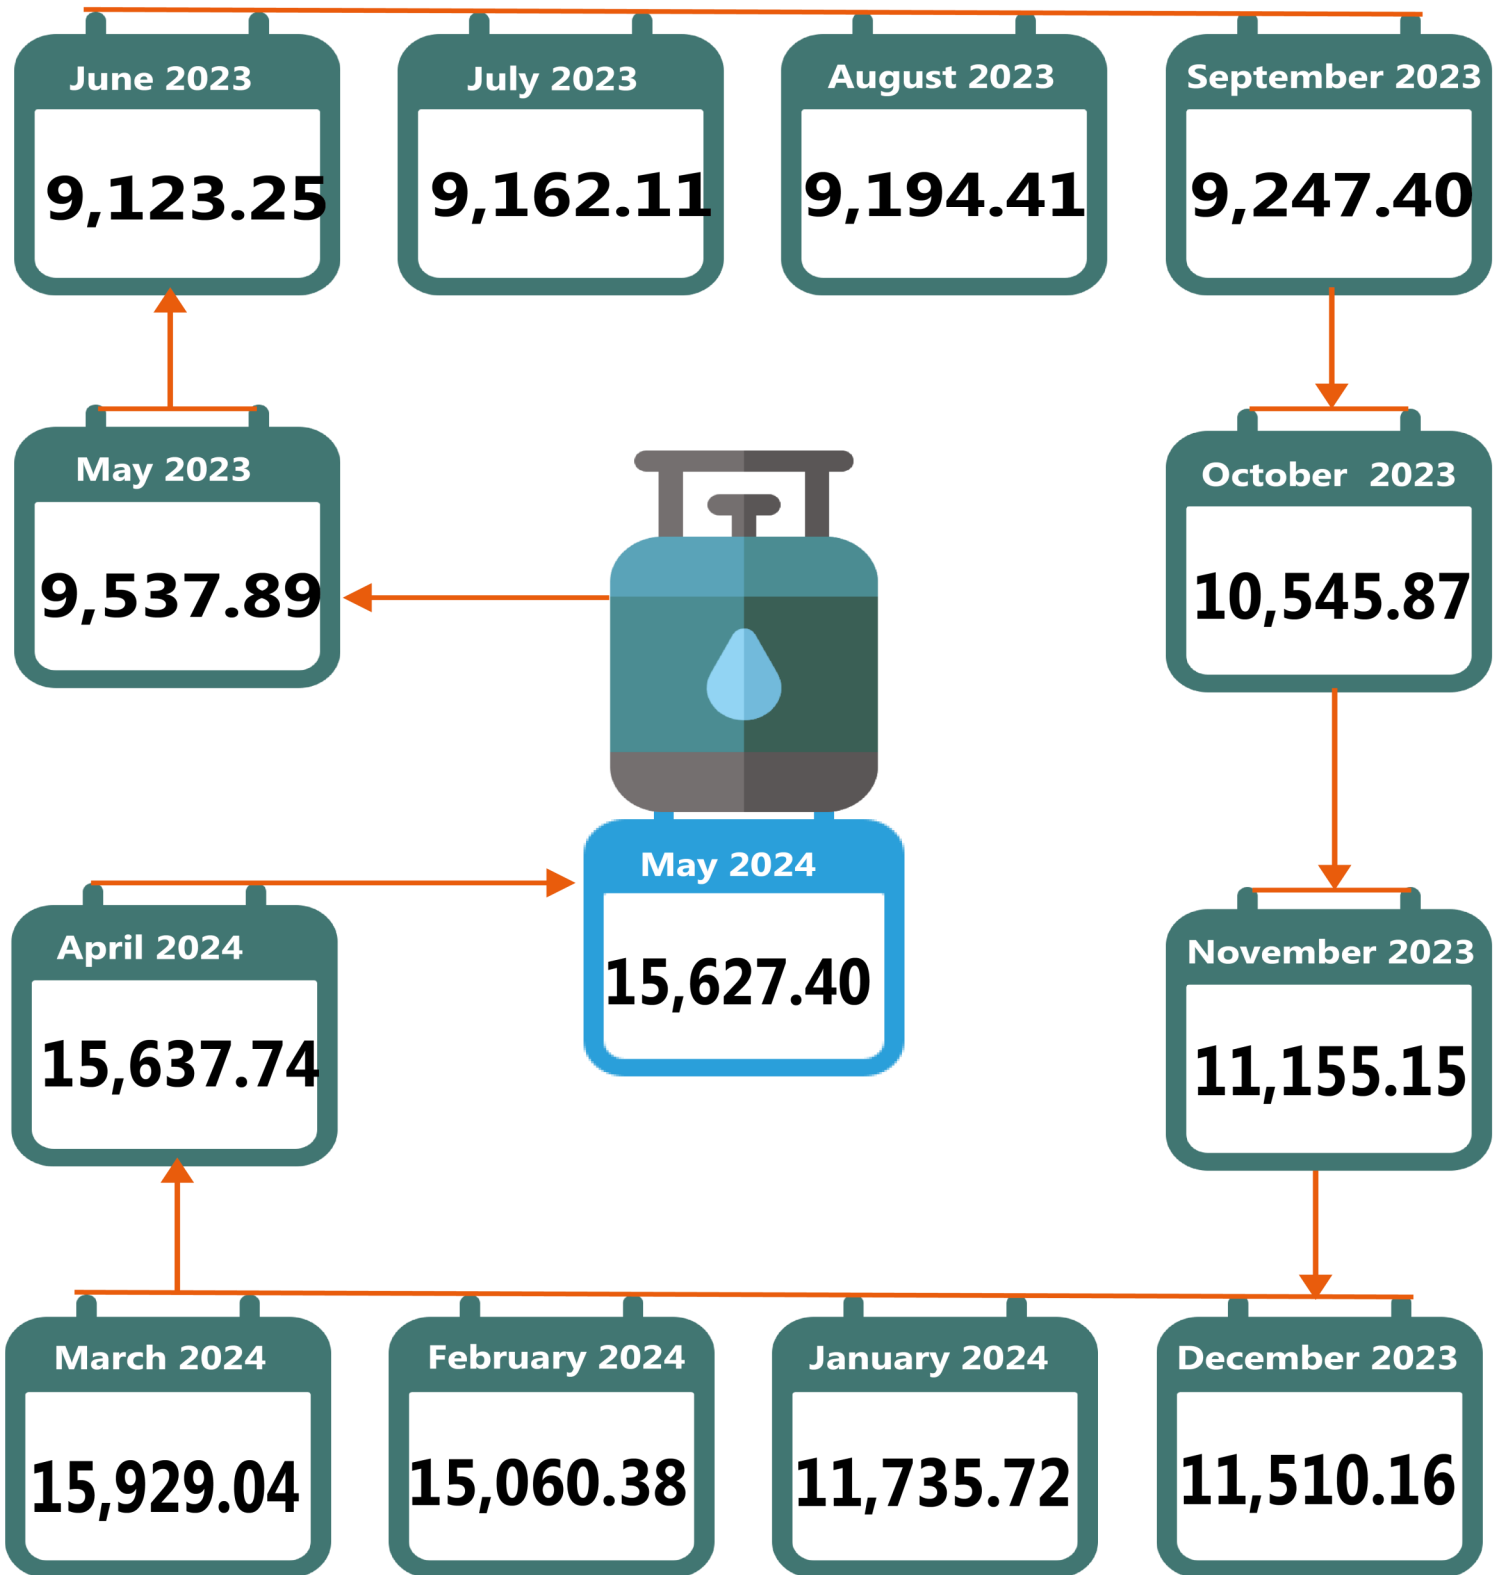 June 2023
9,123.25
July 2023
9,162.11
August 2023
9,194.41
September 2023
9,247.40
May 2023
9,537.89
October 2023
10,545.87
May 2024
15,627.40
April 2024
15,637.74
November 2023
11,155.15
March 2024
15,929.04
February 2024
15,060.38
January 2024
11,735.72
December 2023
11,510.16